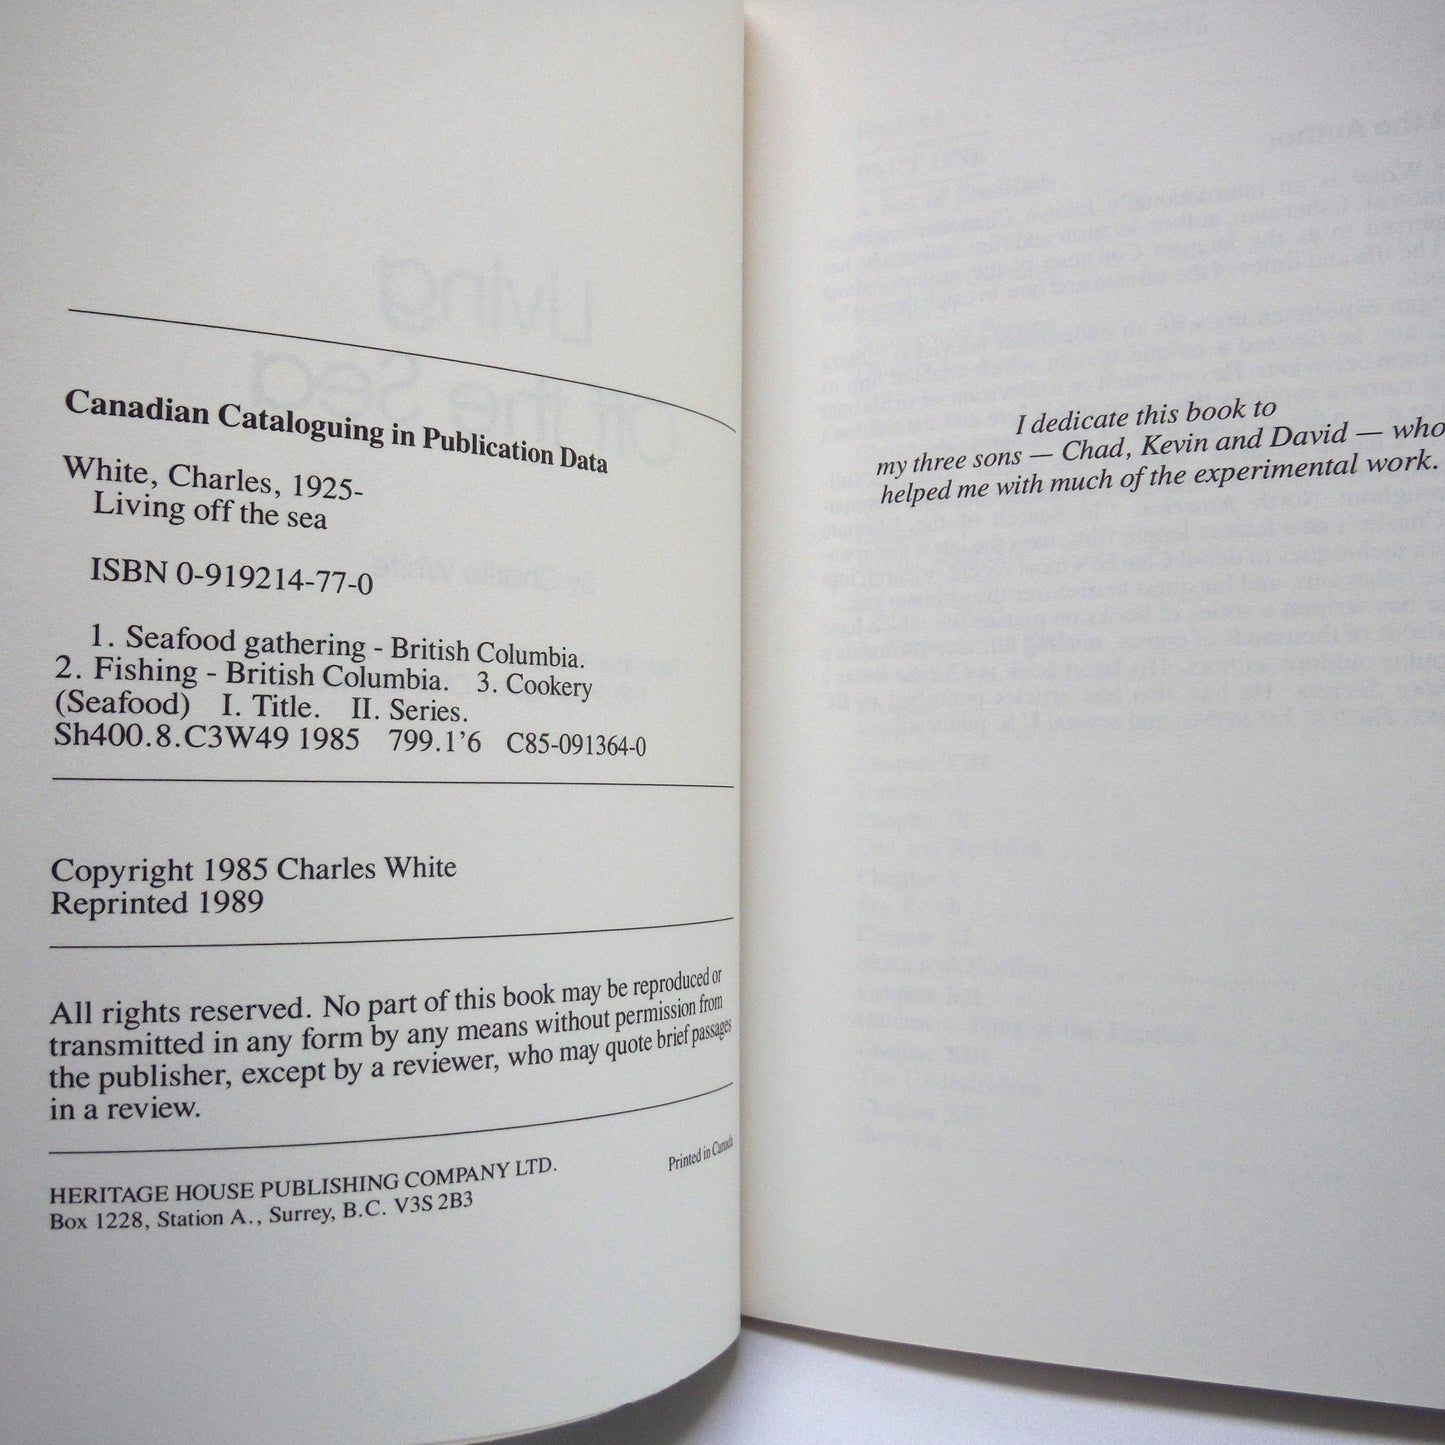 Canadian Cataloguing in Publication Data
White, Charles, 1925-
Living off the sea
ISBN 0-919214-77-0
1. Seafood gathering - British Columbia.
2. Fishing - British Columbia. 3. Cookery
(Seafood) I. Title. II. Series.
Sh400.8.C3W49 1985 799.1'6 C85-091364-0
Copyright 1985 Charles White
Reprinted 1989
All rights reserved. No part of this book may be reproduced or
transmitted in any form by any means without permission from
the publisher, except by a reviewer, who may quote brief passages
in a review.
HERITAGE HOUSE PUBLISHING COMPANY LTD.
Box 1228, Station A., Surrey, B.C. V3S 2B3
Printed in Canada
I dedicate this book to
my three sons — Chad, Kevin and David — who
helped me with much of the experimental work.